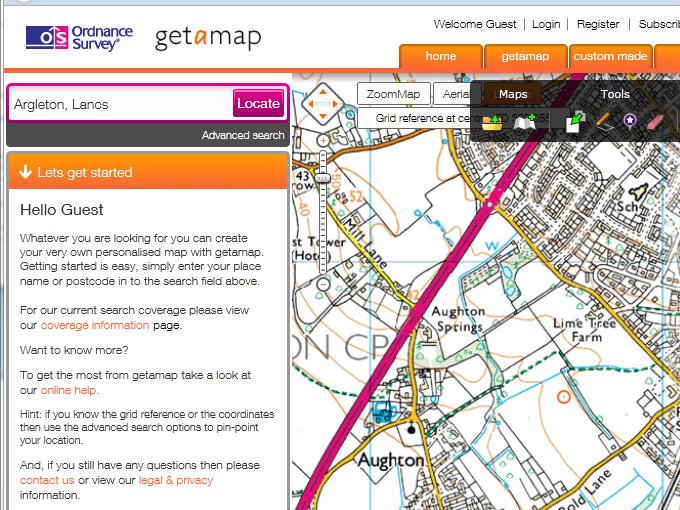 Ordnance
Survey®
getamap
Welcome Guest | Login | Register | Subscri
home
getamap
custom made
Argleton, Lancs
Locate
Advanced search
Lets get started
Hello Guest
Whatever you are looking for you can create
your very own personalised map with getamap.
Getting started is easy, simply enter your place
name or postcode in to the search field above.
For our current search coverage please view
our coverage information page.
Want to know more?
To get the most from getamap take a look at
our online help.
Hint: if you know the grid reference or the coordinates
then use the advanced search options to pin-point
your location.
And, if you still have any questions then please
contact us or view our legal & privacy
information.
ZoomMap
Aerial
Maps
Tools
Grid reference at cent
43
50
52
Mill Lane
st Tower
(Hote
Sch
W
42
Aughton
Springs
Lime Tree
Farm
ON CP
Aughton
Bold Lane